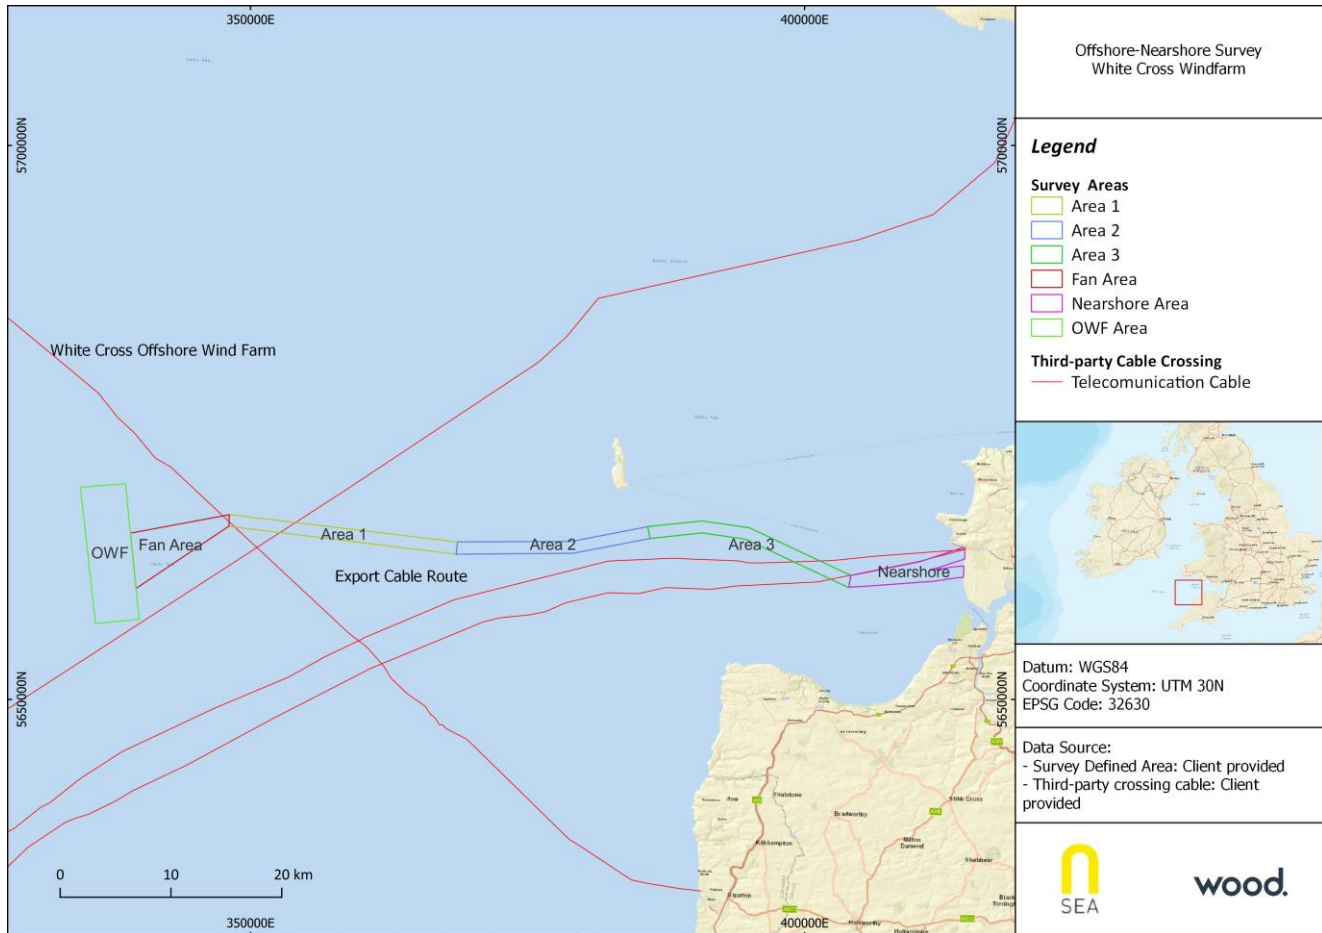 350000E
400000E
Offshore-Nearshore Survey
White Cross Windfarm
5700000N
5700000N
Legend
Survey Areas
Area 1
Area 2
Area 3
Fan Area
Nearshore Area
OWF Area
Third-party Cable Crossing
Telecomunication Cable
White Cross Offshore Wind Farm
OWF
Fan Area
Area 1
Area 2
Area 3
Nearshore
Export Cable Route
5650000N
5650000N
Datum: WGS84
Coordinate System: UTM 30N
EPSG Code: 32630
Data Source:
- Survey Defined Area: Client provided
- Third-party crossing cable: Client
provided
Bradworthy
Kilkhampton
Stratton
Holsworthy
0 10 20 km
350000E
400000E
N
SEA
wood.